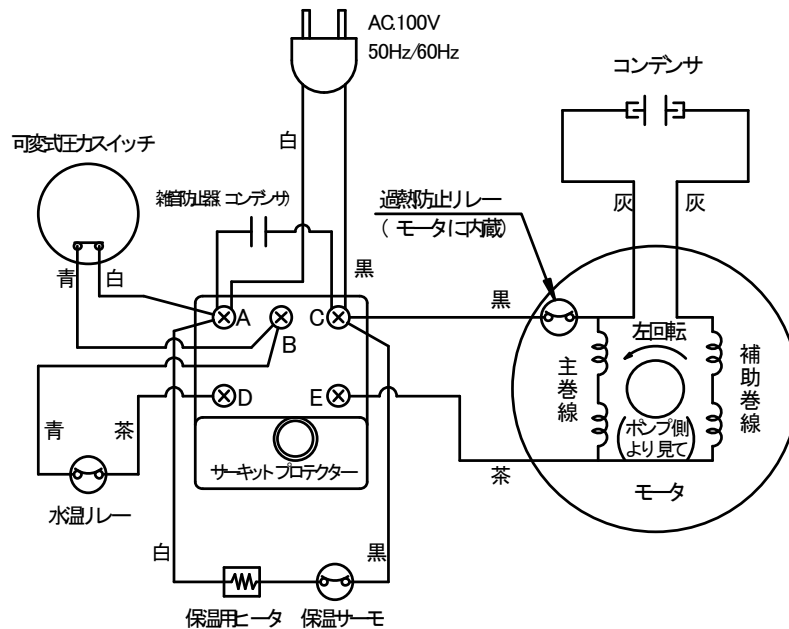 AC.100V
50Hz/60Hz
コンデンサ
可変式圧力スイッチ
白
雑音防止器(コンデンサ)
過熱防止リレー
(モータに内蔵)
灰
灰
青
白
黒
黒
A
B
C
左回転
主巻線
補助巻線
D
E
(ポンプ側
より見て)
青
茶
サーキットプロテクター
茶
モータ
水温リレー
白
黒
保温用ヒータ
保温サーモ